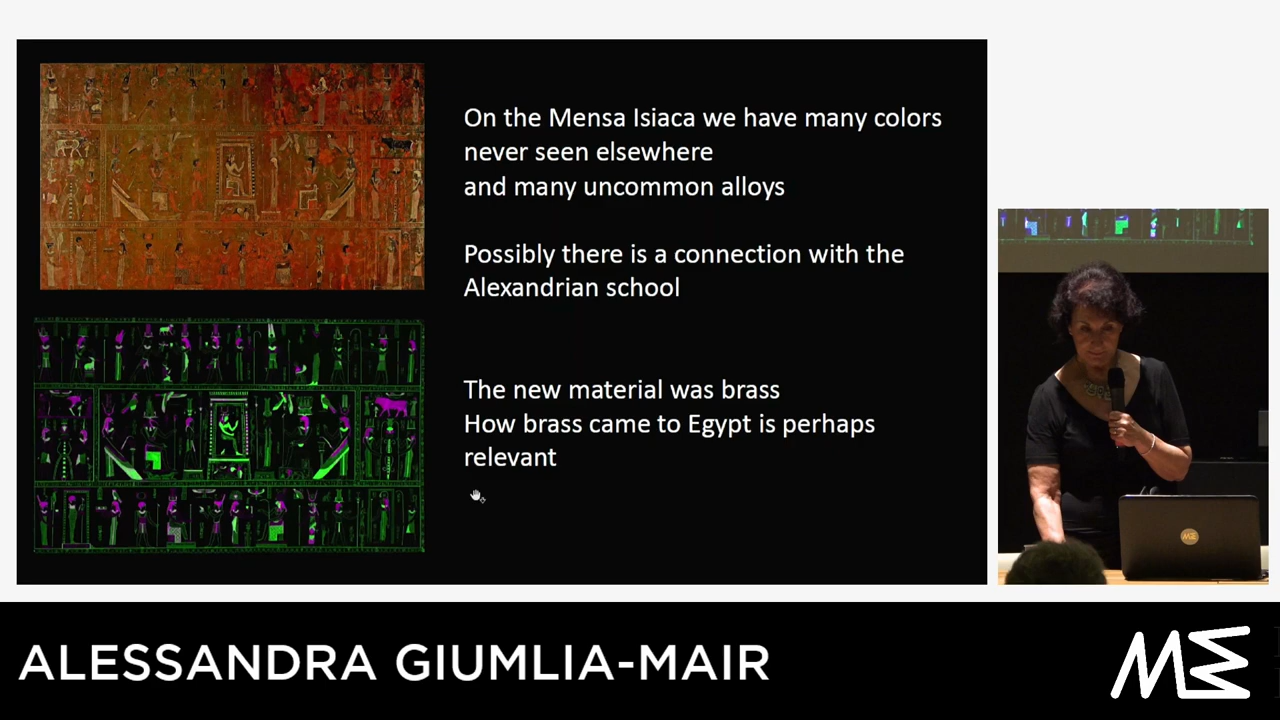 On the Mensa Isiaca we have many colors
never seen elsewhere
and many uncommon alloys
Possibly there is a connection with the
Alexandrian school
The new material was brass
How brass came to Egypt is perhaps
relevant
ALESSANDRA GIUMLIA-MAIR
ME